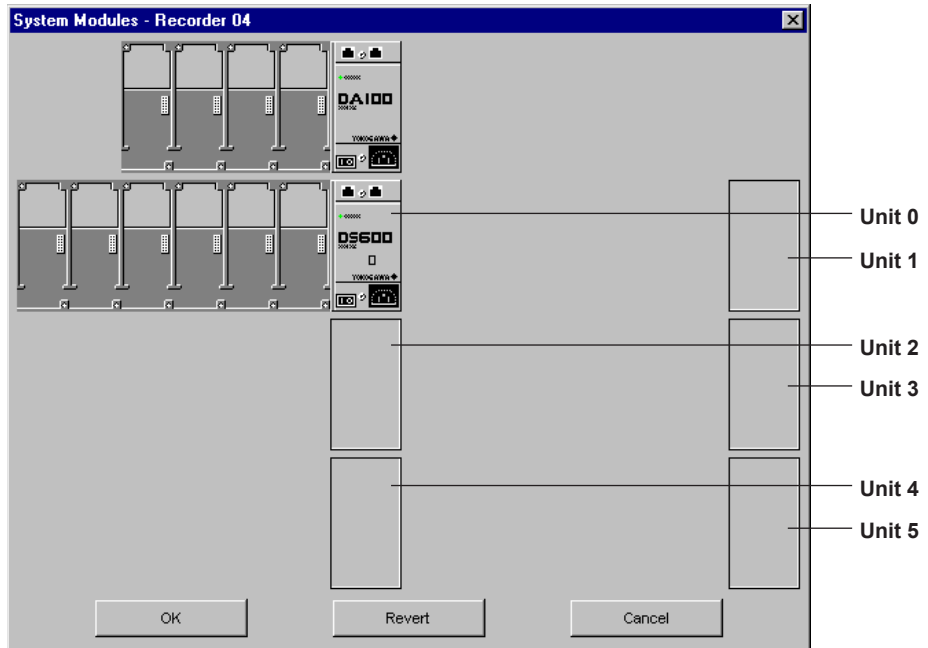 System Modules - Recorder 04
DA100
YOKOGAWA
Unit 0
DS600
0
YOKOGAWA
Unit 1
Unit 2
Unit 3
Unit 4
Unit 5
OK
Revert
Cancel